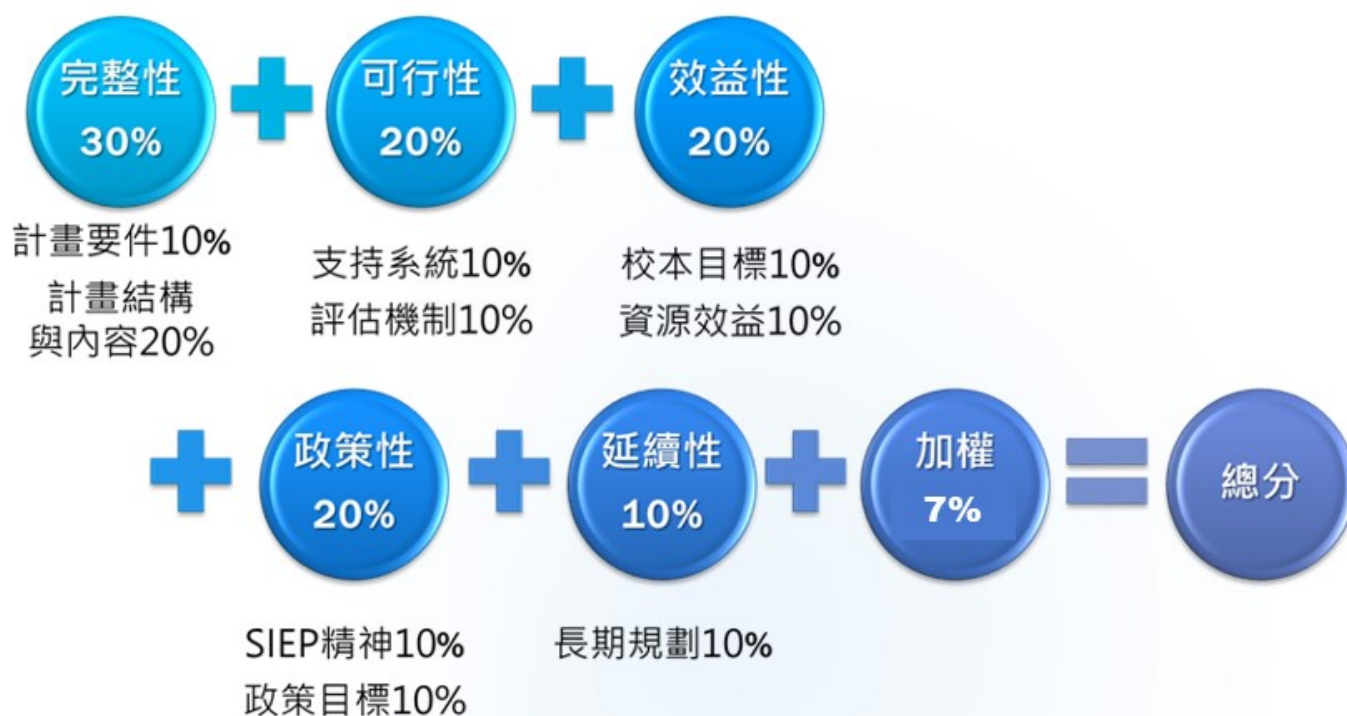 完整性
30%
可行性
20%
效益性
20%
計畫要件10%
計畫結構
與內容20%
支持系統10%
評估機制10%
校本目標10%
資源效益10%
政策性
20%
延續性
10%
加權
7%
總分
SIEP精神10%
政策目標10%
長期規劃10%